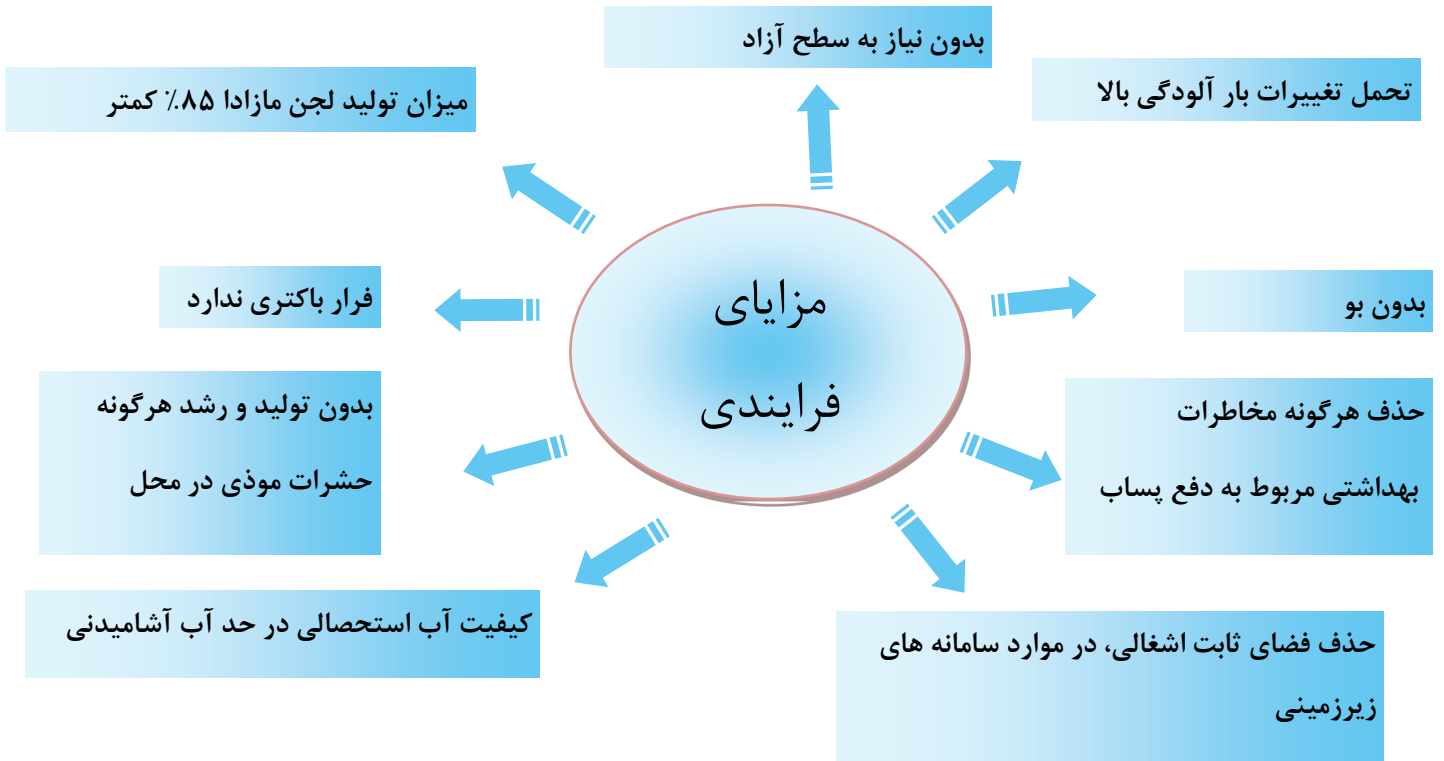 بدون نیاز به سطح آزاد
تحمل تغییرات بار آلودگی بالا
میزان تولید لجن مازادا ۸۵٪ کمتر
مزایای
فرایندی
بدون بو
فرار باکتری ندارد
حذف هرگونه مخاطرات
بهداشتی مربوط به دفع پساب
بدون تولید و رشد هرگونه
حشرات موذی در محل
حذف فضای ثابت اشغالی، در موارد سامانه های
زیرزمینی
کیفیت آب استحصالی در حد آب آشامیدنی